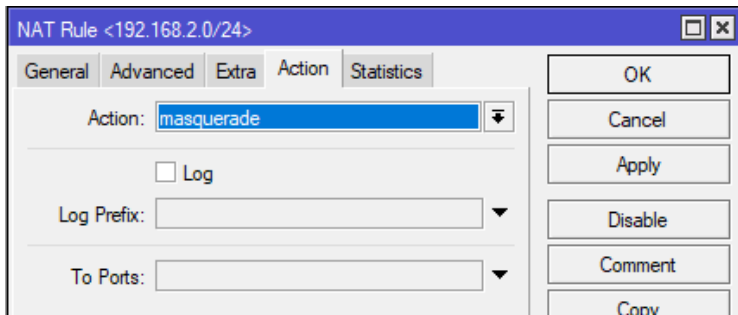 NAT Rule <192.168.2.0/24>
General Advanced Extra Action Statistics
OK
Action: masquerade
Cancel
Log
Apply
Log Prefix:
Disable
To Ports:
Comment
Copy